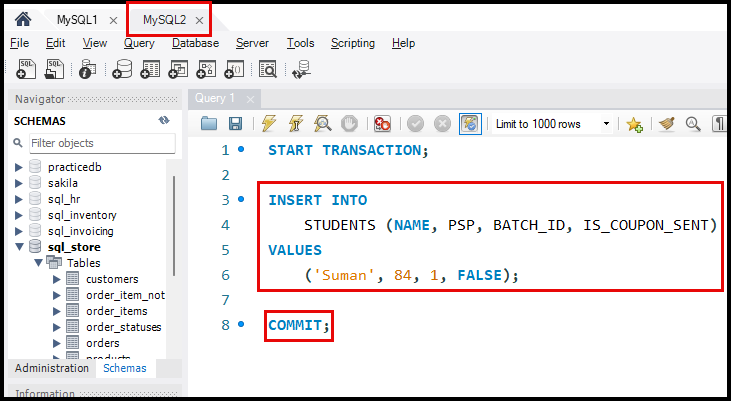 MySQL1 × MySQL2 ×
File Edit View Query Database Server Tools Scripting Help
Navigator
SCHEMAS
Filter objects
practicedb
sakila
sql_hr
sql_inventory
sql_invoicing
sql_store
Tables
customers
order_item_not
order_items
order_statuses
orders
products
Administration Schemas
Information
Query 1 ×
Limit to 1000 rows
1 START TRANSACTION;
2
3 INSERT INTO
4 STUDENTS (NAME, PSP, BATCH_ID, IS_COUPON_SENT)
5 VALUES
6 ('Suman', 84, 1, FALSE);
7
8 COMMIT;